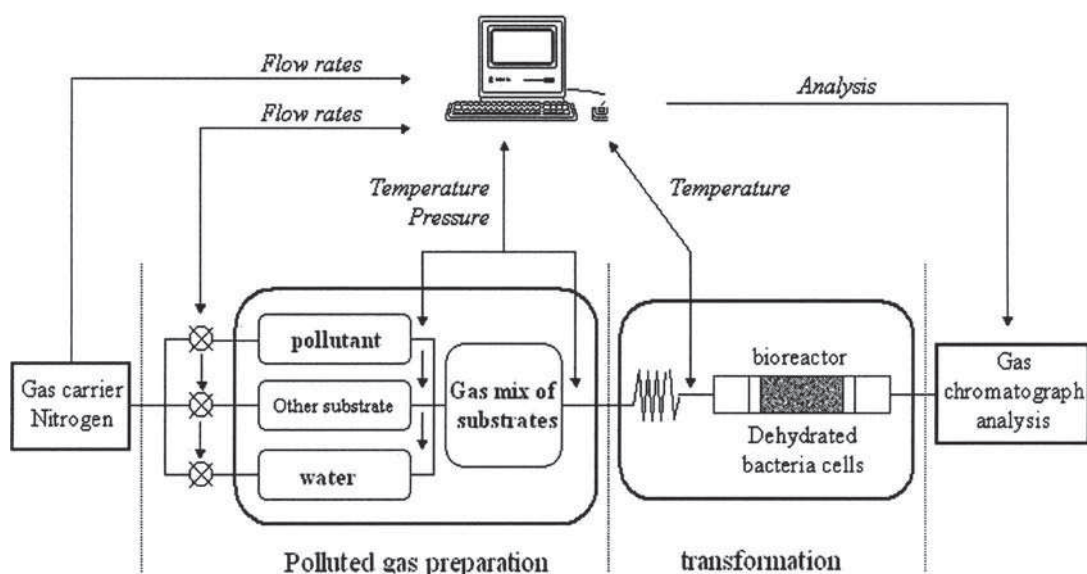 Flow rates
Analysis
Flow rates
Temperature
Pressure
Temperature
pollutant
Gas carrier
Nitrogen
Other substrate
Gas mix of
substrates
water
bioreactor
Dehydrated
bacteria cells
Gas
chromatograph
analysis
Polluted gas preparation
transformation